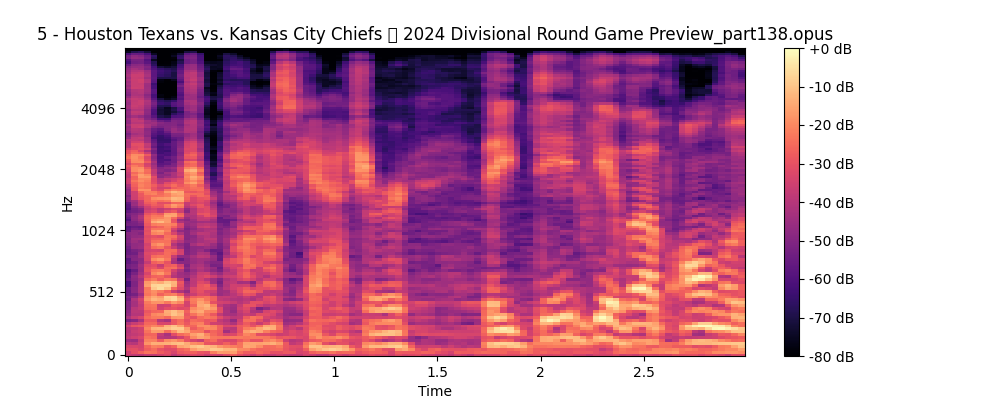 5 - Houston Texans vs. Kansas City Chiefs 2024 Divisional Round Game Preview_part138.opus
Hz
4096
2048
1024
512
0
0 0.5 1 1.5 2 2.5
Time
+0 dB
-10 dB
-20 dB
-30 dB
-40 dB
-50 dB
-60 dB
-70 dB
-80 dB